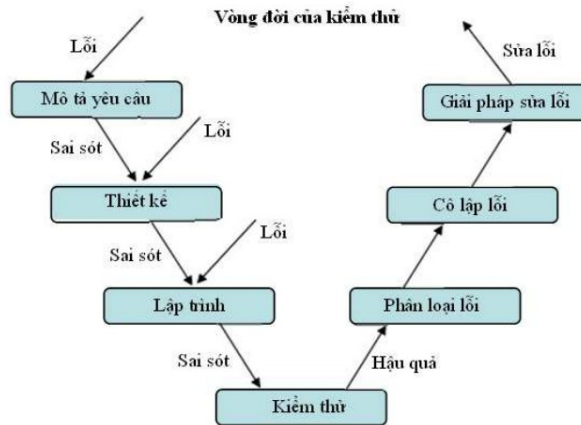 Vòng đời của kiểm thử
Lỗi
Sửa lỗi
Mô tả yêu cầu
Giải pháp sửa lỗi
Lỗi
Sai sót
Thiết kế
Cô lập lỗi
Lỗi
Sai sót
Lập trình
Phân loại lỗi
Sai sót
Hậu quả
Kiểm thử